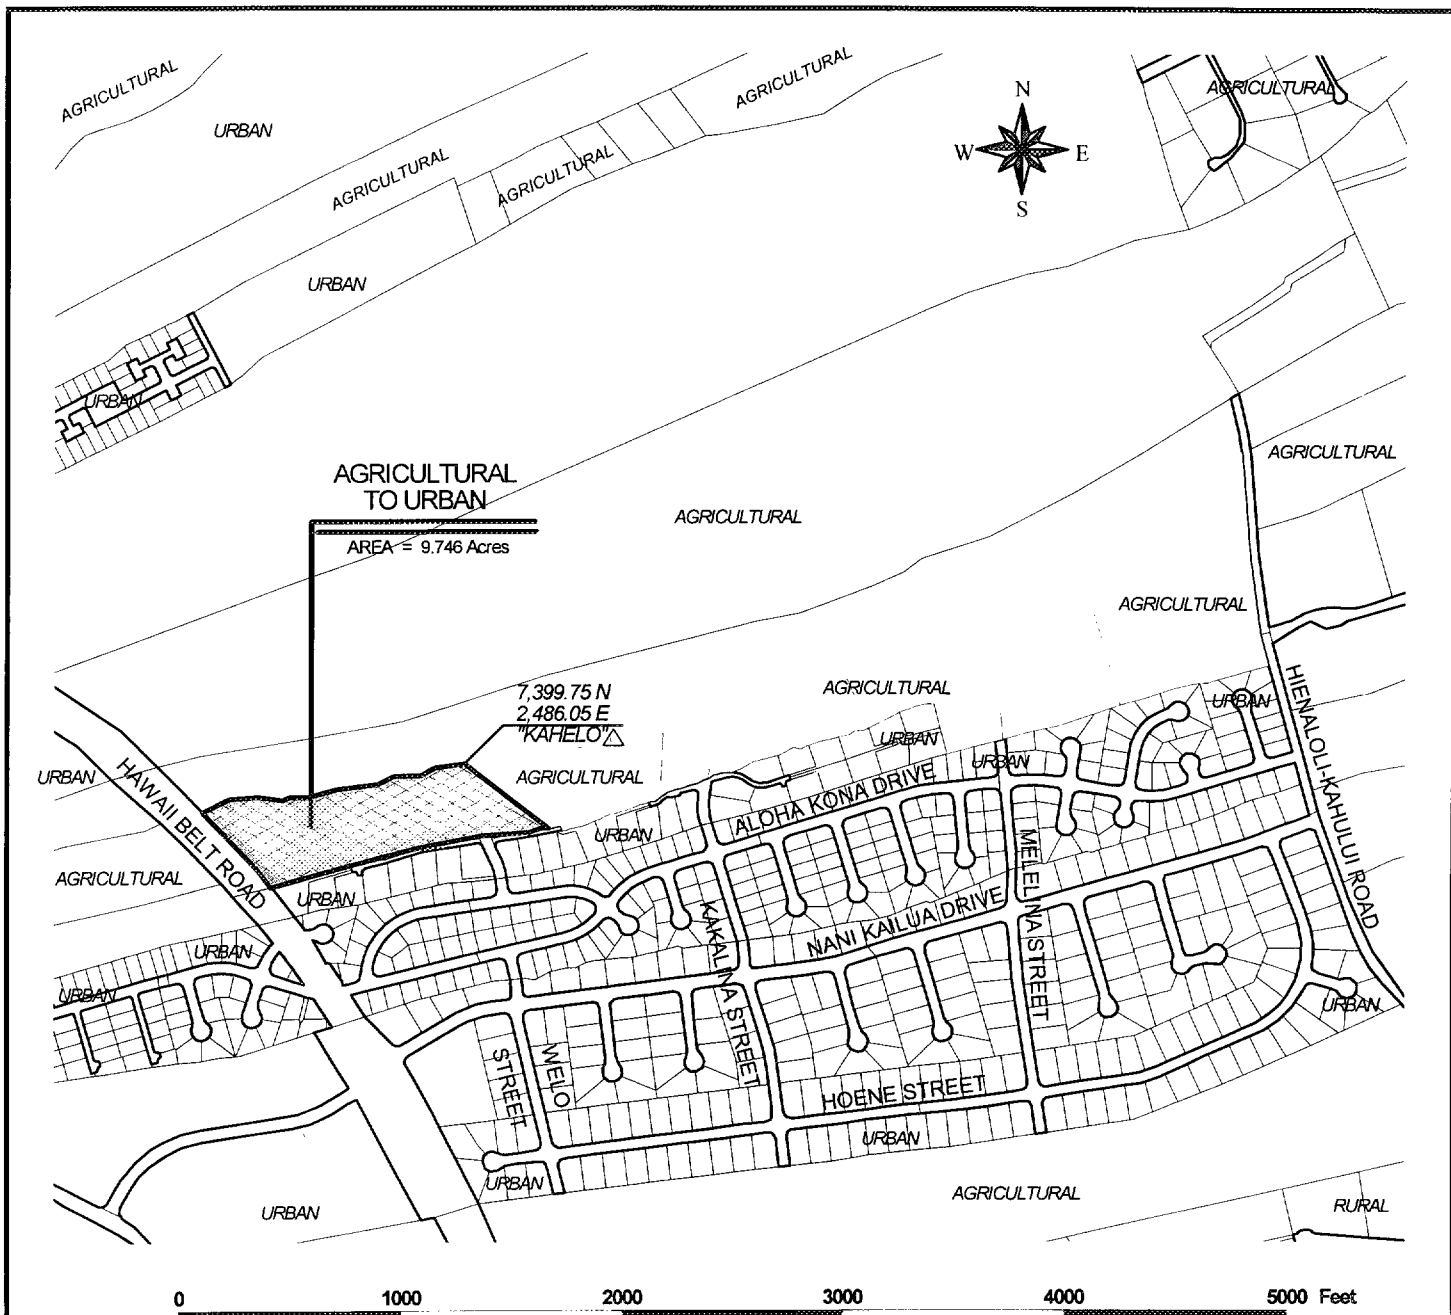 AGRICULTURAL
URBAN
AGRICULTURAL
AGRICULTURAL
AGRICULTURAL
AGRICULTURAL
N
W E
S
URBAN
URBAN
AGRICULTURAL
TO URBAN
AREA = 9.746 Acres
AGRICULTURAL
AGRICULTURAL
AGRICULTURAL
7,399.75 N
2,486.05 E
"KAHELO"
AGRICULTURAL
URBAN
HIENALOLI-KAHULUI ROAD
URBAN
URBAN
URBAN
HAWAII BELT ROAD
AGRICULTURAL
ALOHA KONA DRIVE
URBAN
AGRICULTURAL
URBAN
MELELINA STREET
KAKALINA STREET
NANI KAILUA DRIVE
URBAN
URBAN
URBAN
WELO
STREET
HOENE STREET
URBAN
URBAN
URBAN
AGRICULTURAL
RURAL
0 1000 2000 3000 4000 5000 Feet